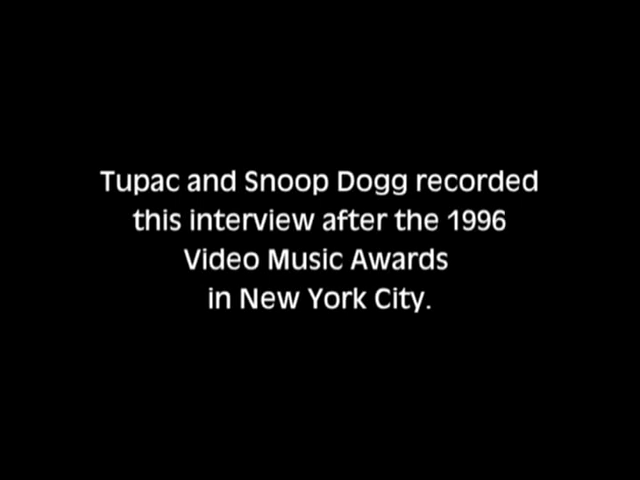 Tupac and Snoop Dogg recorded
this interview after the 1996
Video Music Awards
in New York City.